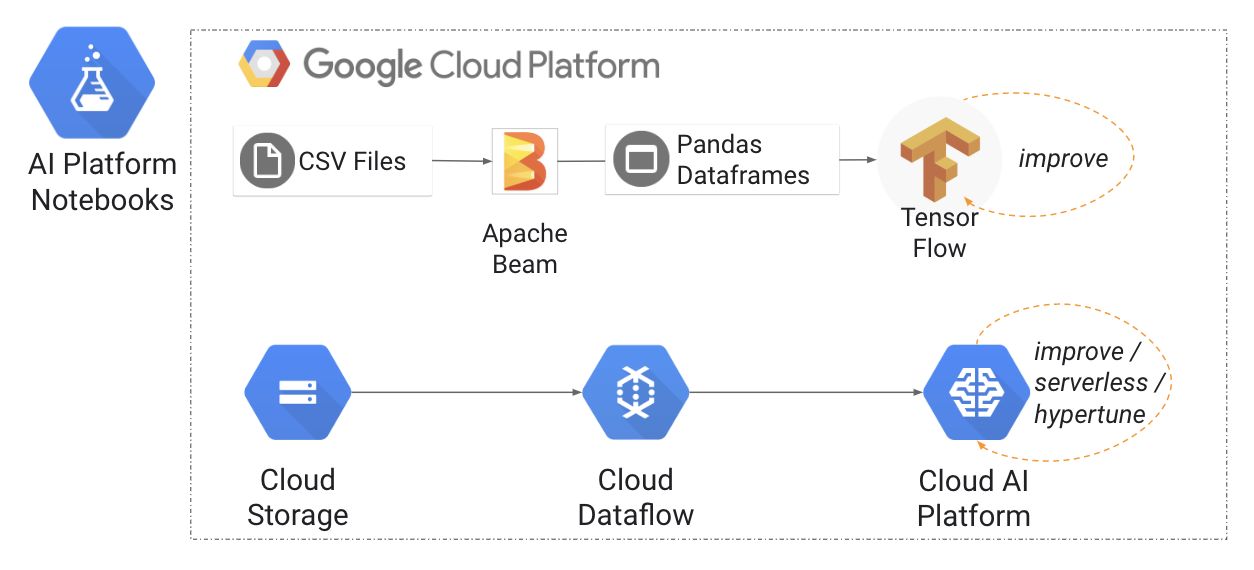 AI Platform
Notebooks
Google Cloud Platform
CSV Files
Apache
Beam
Pandas
Dataframes
Tensor
Flow
improve
Cloud
Storage
Cloud
Dataflow
Cloud AI
Platform
improve /
serverless /
hypertune